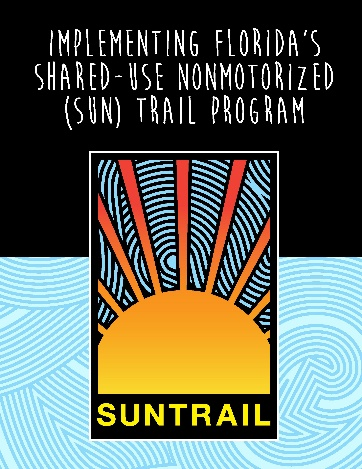 IMPLEMENTING FLORIDA'S
SHARED-USE NONMOTORIZED
(SUN) TRAIL PROGRAM
SUNTRAIL